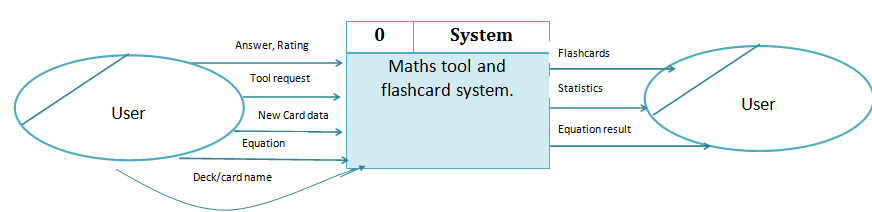 User
Answer, Rating
Tool request
New Card data
Equation
Deck/card name
0 System
Maths tool and
flashcard system.
Flashcards
Statistics
Equation result
User